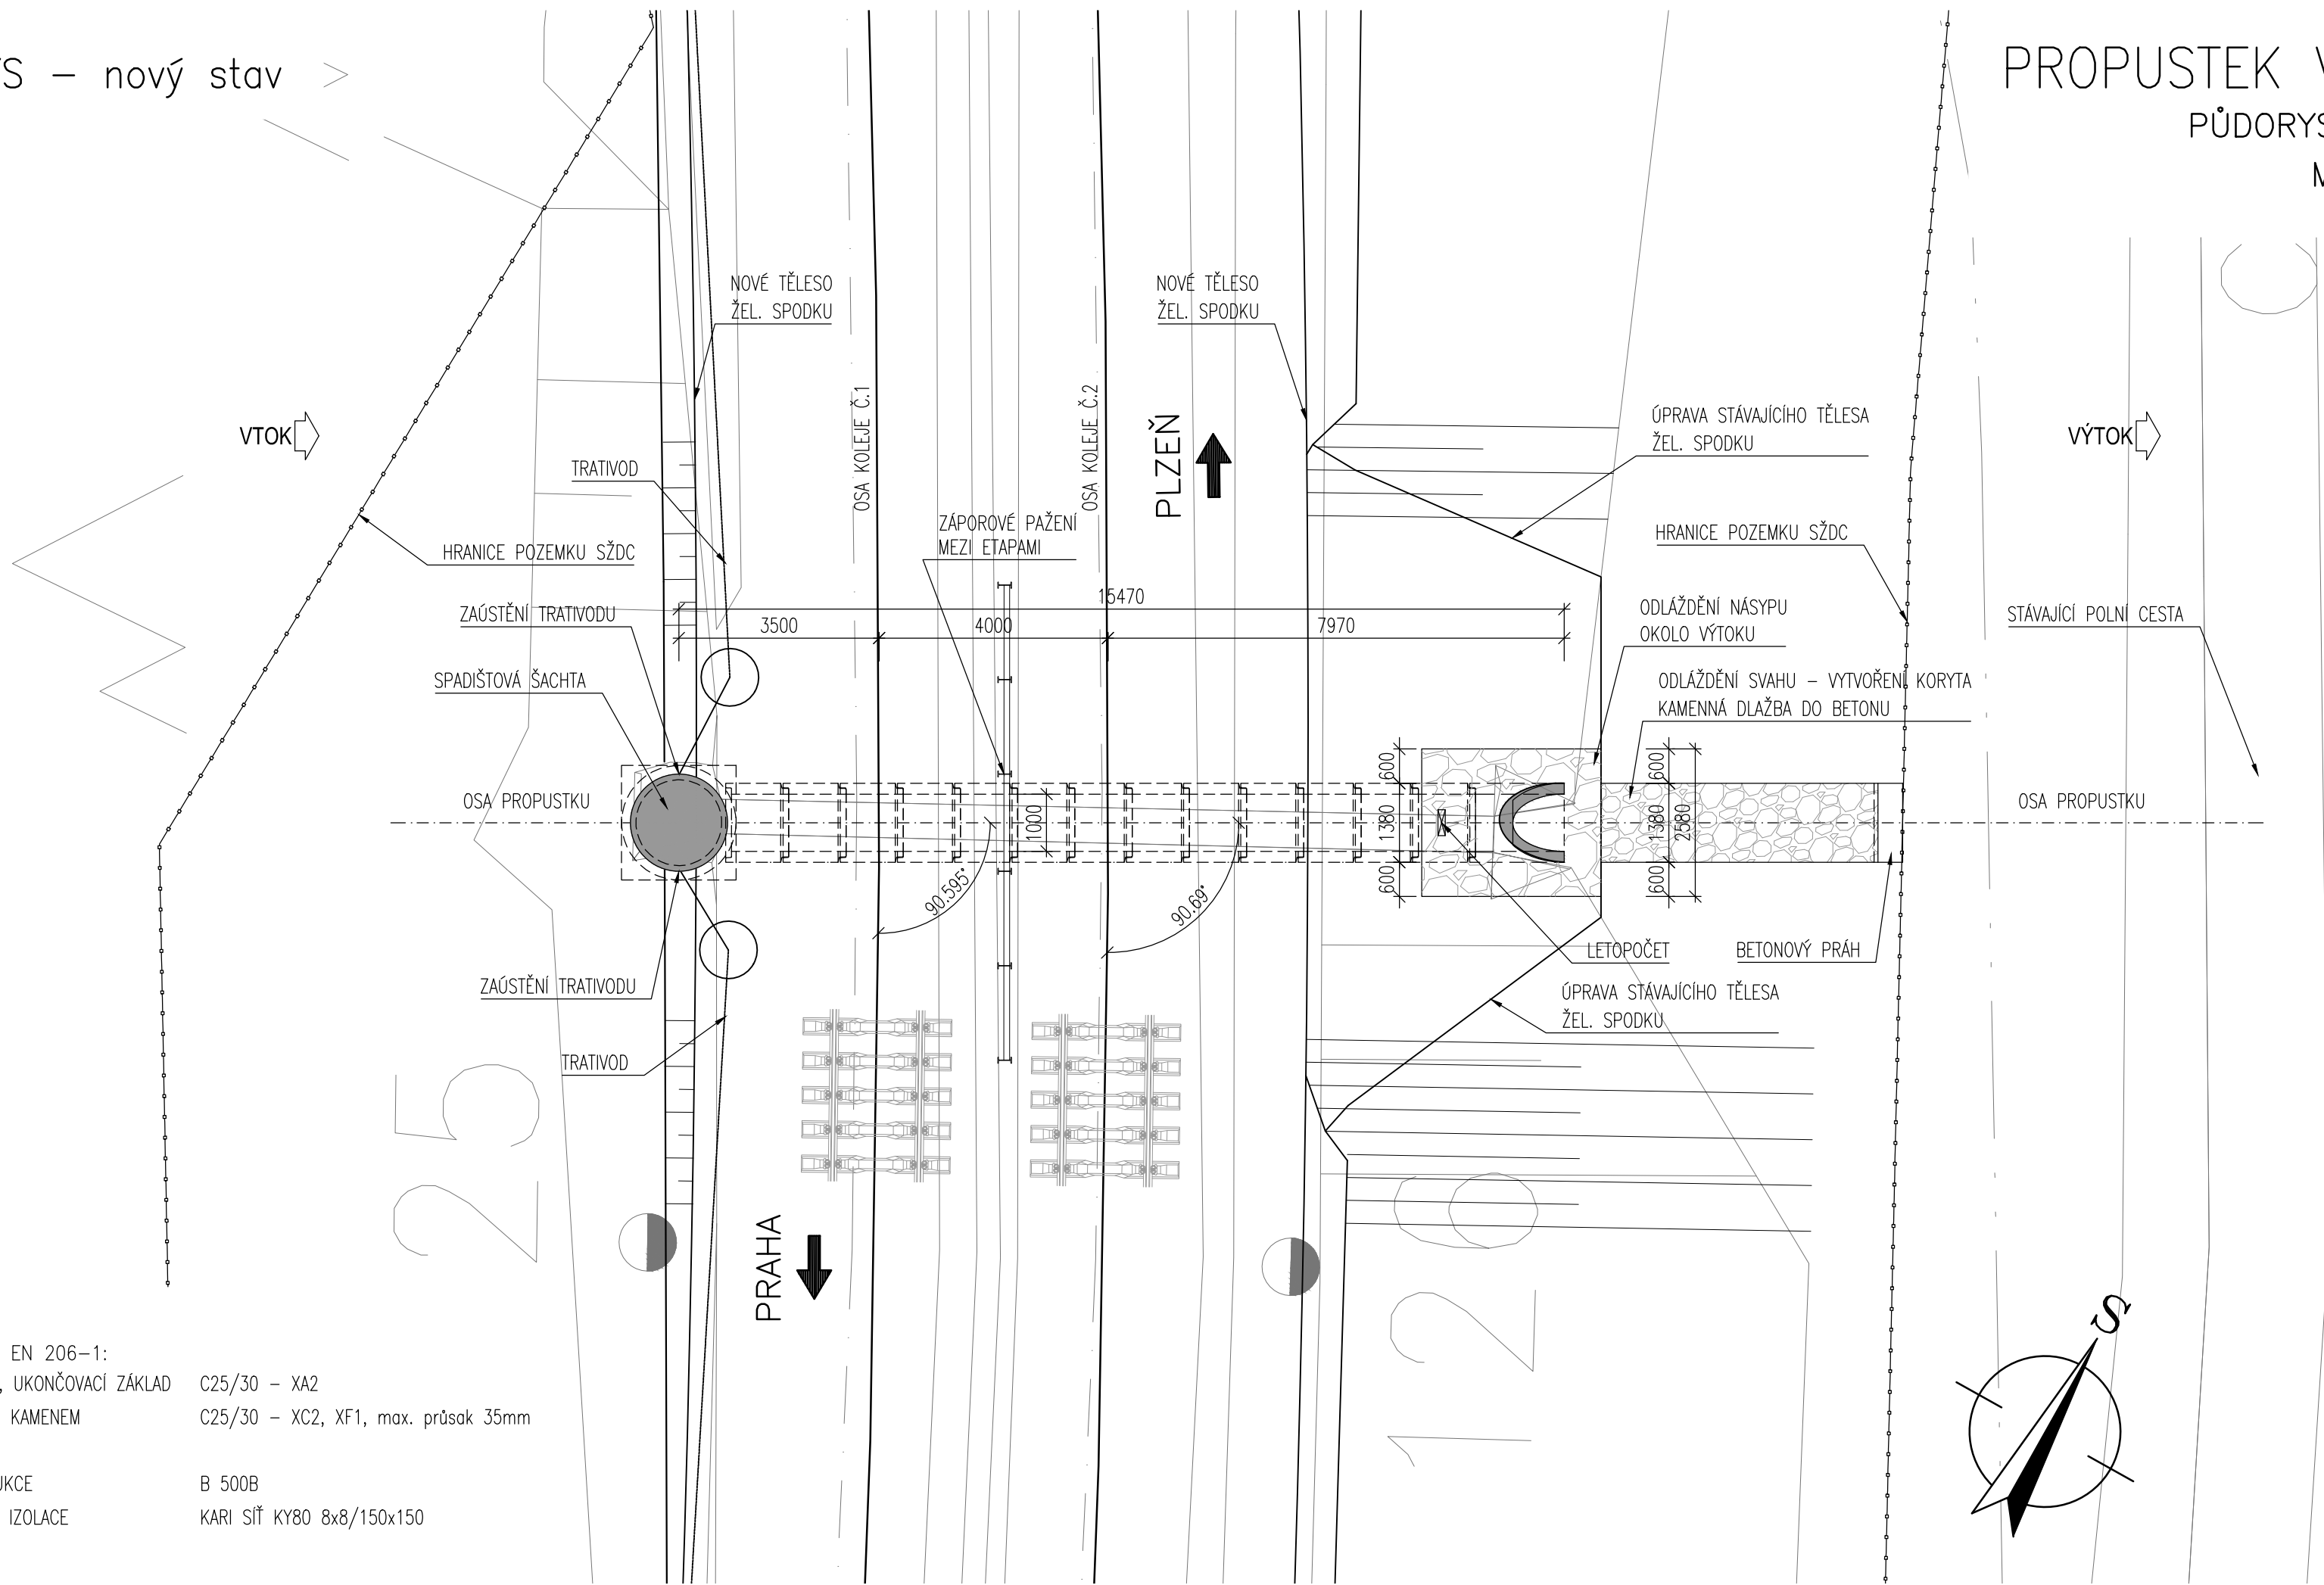 S – nový stav
PROPUSTEK V
PŮDORYS
M
NOVÉ TĚLESO
ŽEL. SPODKU
NOVÉ TĚLESO
ŽEL. SPODKU
OSA KOLEJE Č.1
OSA KOLEJE Č.2
PLZEŇ
ÚPRAVA STÁVAJÍCÍHO TĚLESA
ŽEL. SPODKU
VTOK
VÝTOK
TRATIVOD
ZÁPOROVÉ PAŽENÍ
MEZI ETAPAMI
HRANICE POZEMKU SŽDC
HRANICE POZEMKU SŽDC
15470
3500
4000
7970
ZAÚSTĚNÍ TRATIVODU
ODLÁŽDĚNÍ NÁSYPU
OKOLO VÝTOKU
STÁVAJÍCÍ POLNÍ CESTA
SPADIŠTOVÁ ŠACHTA
ODLÁŽDĚNÍ SVAHU – VYTVOŘENÍ KORYTA
KAMENNÁ DLAŽBA DO BETONU
600
1380
600
600
1380
600
2580
1000
OSA PROPUSTKU
OSA PROPUSTKU
90.595°
90.69°
LETOPOČET
BETONOVÝ PRÁH
ZAÚSTĚNÍ TRATIVODU
ÚPRAVA STÁVAJÍCÍHO TĚLESA
ŽEL. SPODKU
TRATIVOD
25
126
PRAHA
S
EN 206–1:
, UKONČOVACÍ ZÁKLAD C25/30 – XA2
KAMENEM C25/30 – XC2, XF1, max. průsak 35mm
UKCE B 500B
IZOLACE KARI SÍŤ KY80 8x8/150x150